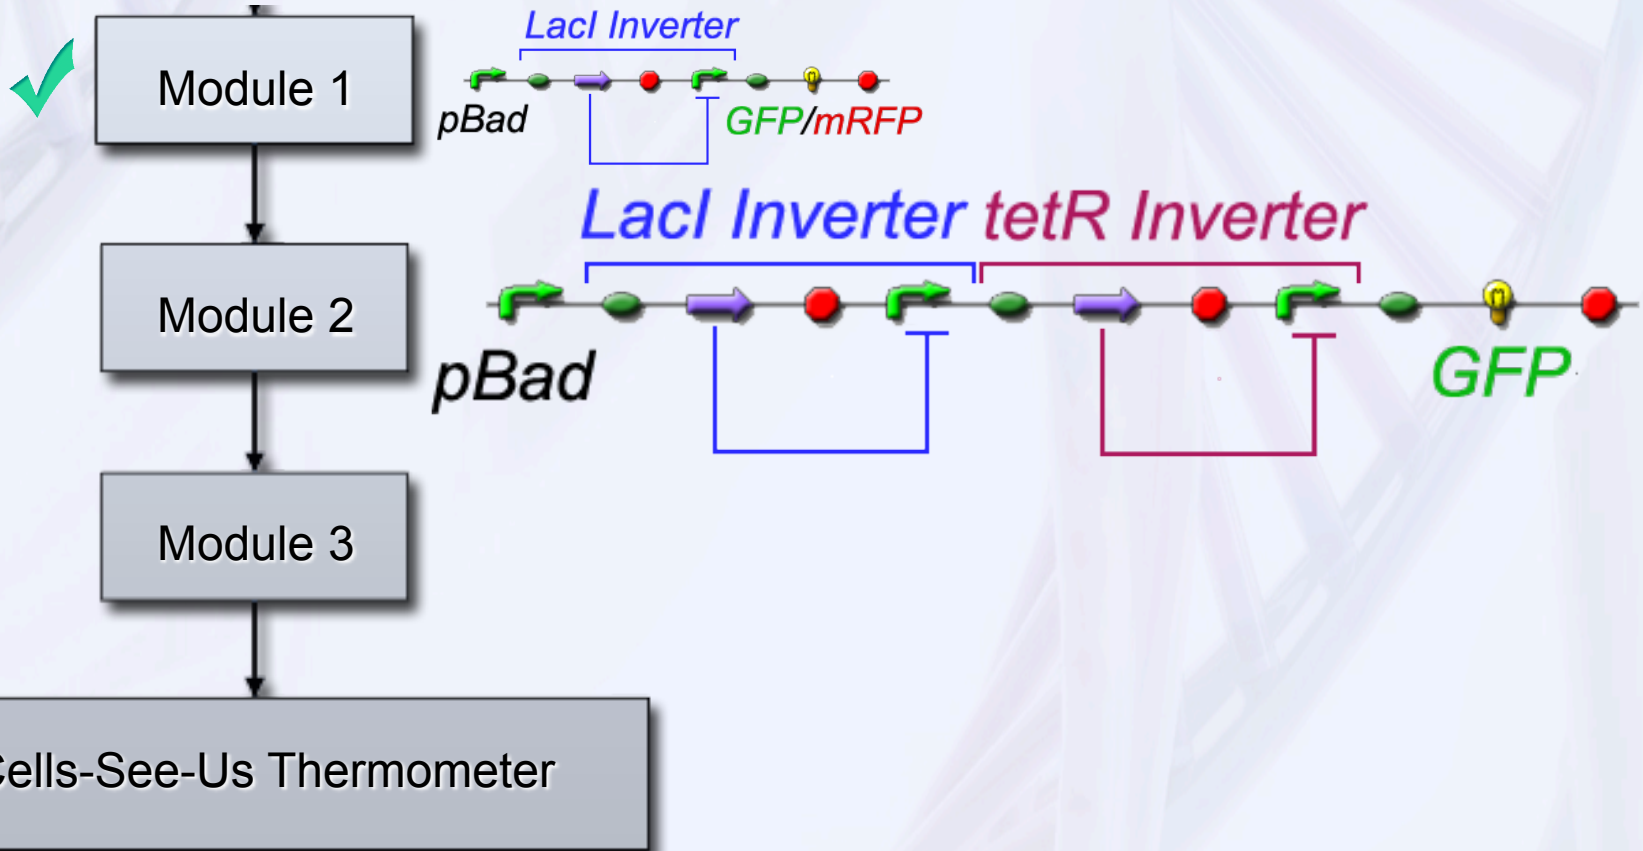 LacI Inverter
Module 1
pBad
GFP/mRFP
LacI Inverter tetR Inverter
Module 2
pBad
GFP
Module 3
Cells-See-Us Thermometer